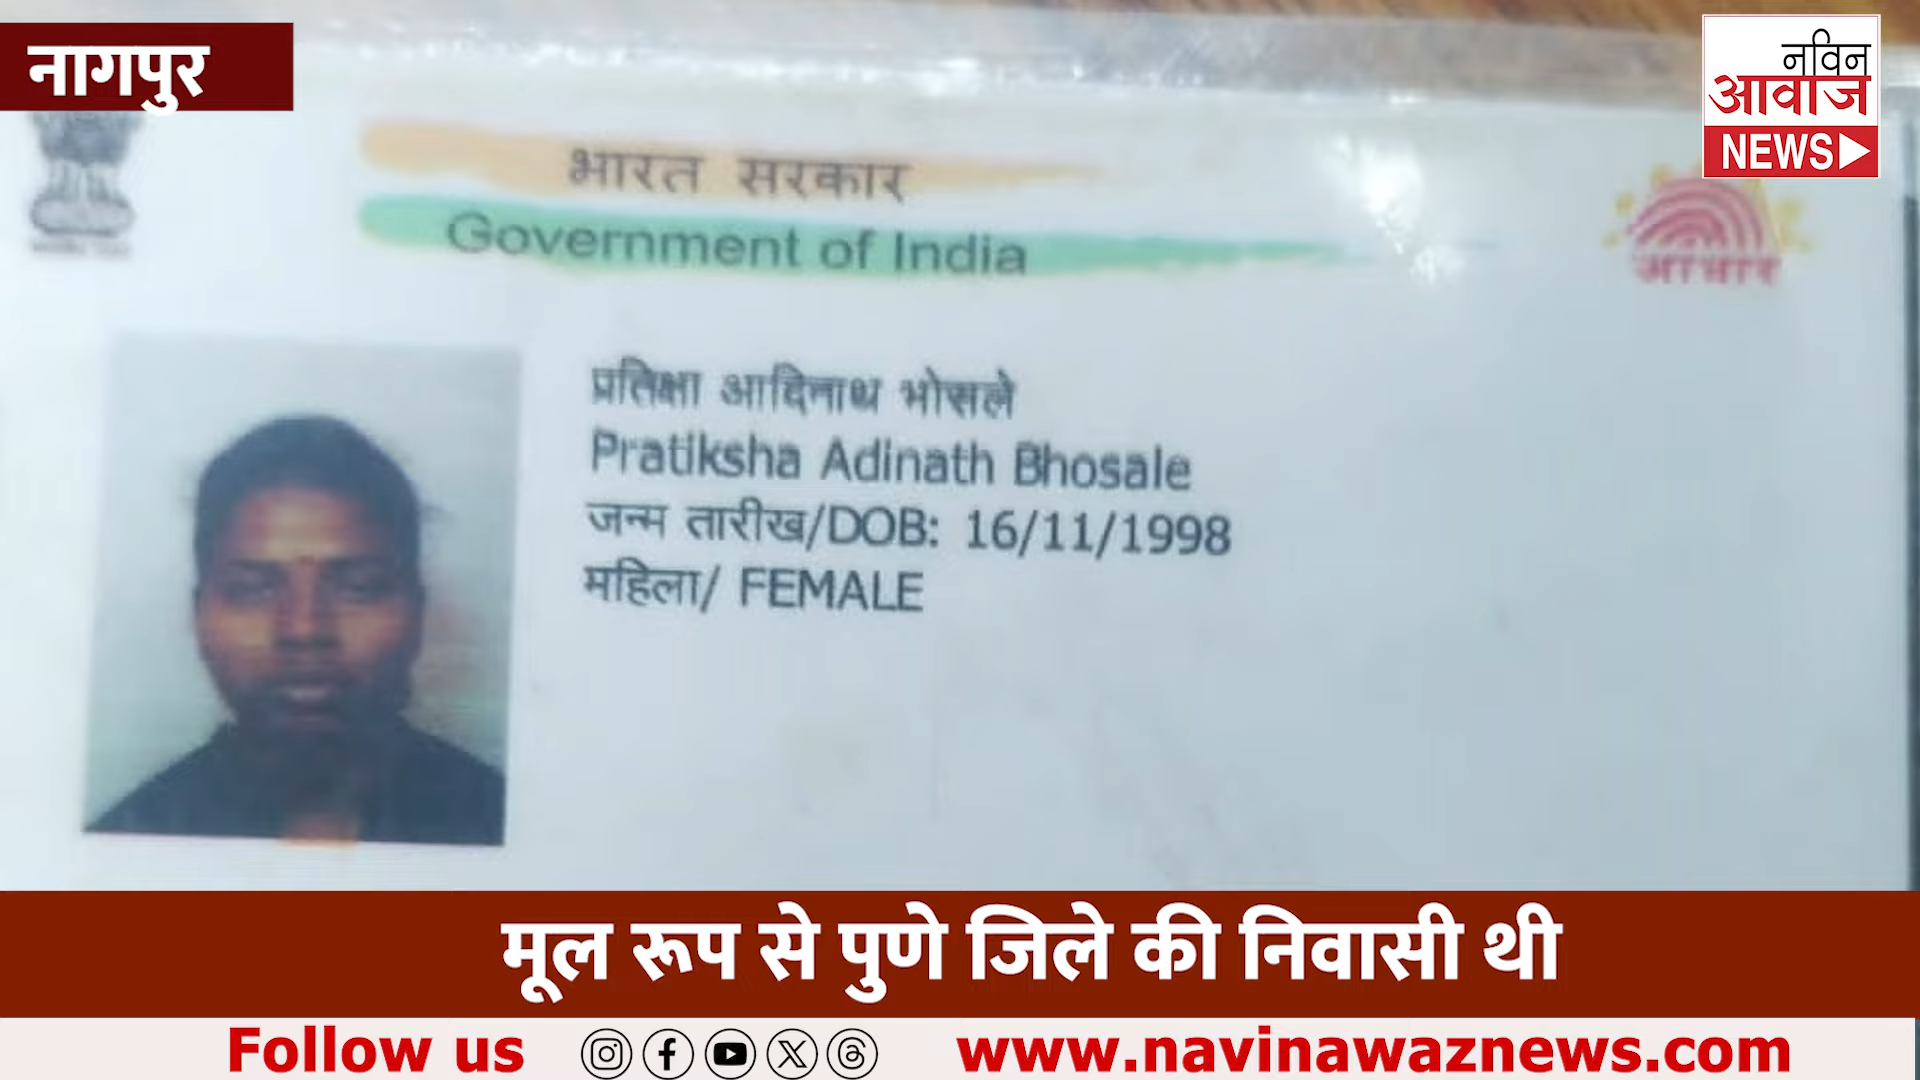 नागपुर
नविन
आवाज
NEWS
भारत सरकार
Government of India
आधार
प्रतिक्षा आदिनाथ भोसले
Pratiksha Adinath Bhosale
जन्म तारीख/DOB: 16/11/1998
महिला/ FEMALE
मूल रूप से पुणे जिले की निवासी थी
Follow us
www.navinawaznews.com